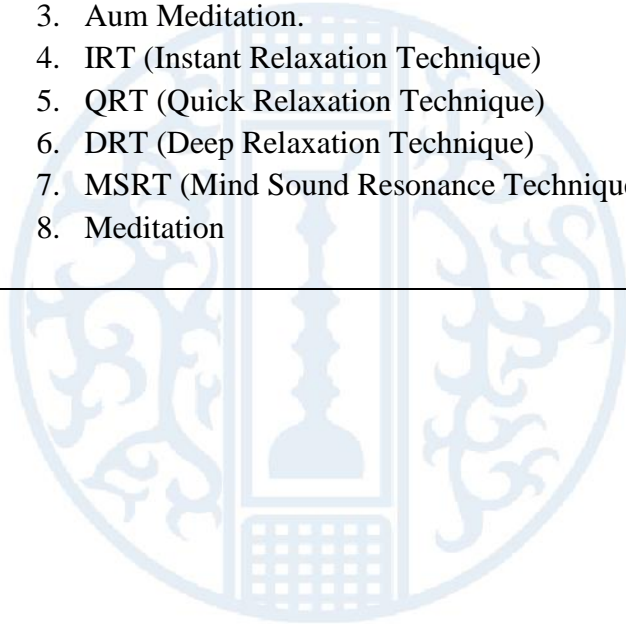 3. Aum Meditation.
4. IRT (Instant Relaxation Technique)
5. QRT (Quick Relaxation Technique)
6. DRT (Deep Relaxation Technique)
7. MSRT (Mind Sound Resonance Technique
8. Meditation